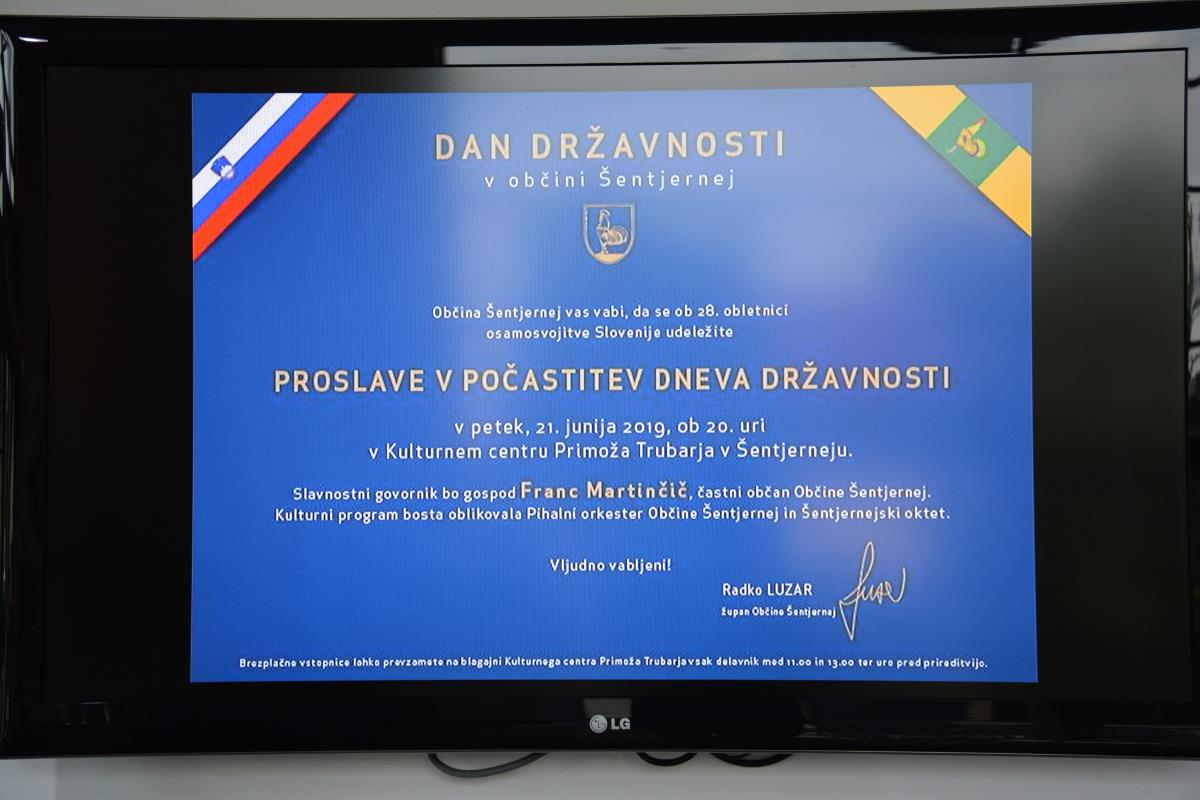 DAN DRŽAVNOSTI
v občini Šentjernej
Občina Šentjernej vas vabi, da se ob 28. obletnici
osamosvojitve Slovenije udeležite
PROSLAVE V POČASTITEV DNEVA DRŽAVNOSTI
v petek, 21. junija 2019, ob 20. uri
v Kulturnem centru Primoža Trubarja v Šentjerneju.
Slavnostni govornik bo gospod Franc Martinčič, častni občan Občine Šentjernej.
Kulturni program bosta oblikovala Pihalni orkester Občine Šentjernej in Šentjernejski oktet.
Vljudno vabljeni!
Radko LUZAR
župan Občine Šentjernej
Brezplačne vstopnice lahko prevzamete na blagajni Kulturnega centra Primoža Trubarja vsak delavnik med 11.00 in 13.00 ter uro pred prireditvijo.
LG